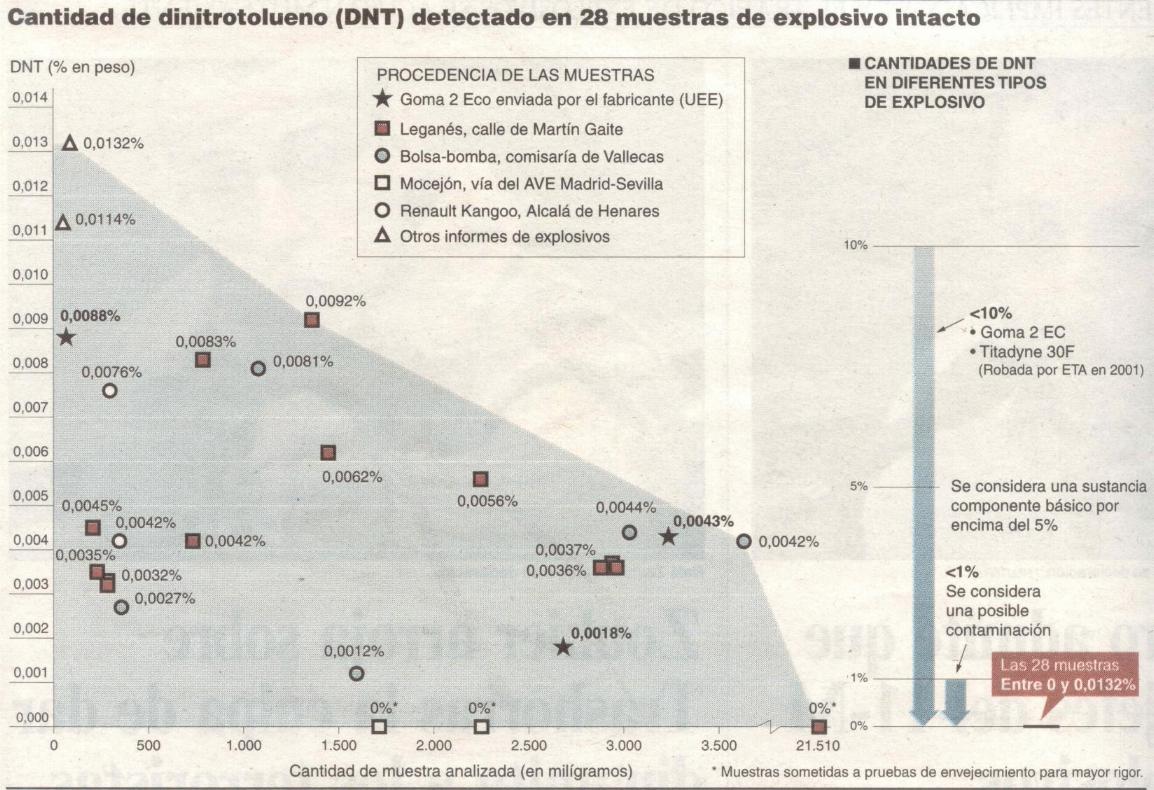 Cantidad de dinitrotolueno (DNT) detectado en 28 muestras de explosivo intacto
DNT (% en peso)
PROCEDENCIA DE LAS MUESTRAS
Goma 2 Eco enviada por el fabricante (UEE)
Leganés, calle de Martín Gaite
Bolsa-bomba, comisaría de Vallecas
Mocejón, vía del AVE Madrid-Sevilla
Renault Kangoo, Alcalá de Henares
Otros informes de explosivos
0,014
0,013
0,012
0,011
0,010
0,009
0,008
0,007
0,006
0,005
0,004
0,003
0,002
0,001
0,000
0,0132%
0,0114%
0,0092%
0,0088%
0,0083%
0,0081%
0,0076%
0,0062%
0,0056%
0,0045%
0,0044%
0,0043%
0,0042%
0,0042%
0,0042%
0,0037%
0,0035%
0,0036%
0,0032%
0,0027%
0,0018%
0,0012%
0%*
0%*
0%*
0
500
1.000
1.500
2.000
2.500
3.000
3.500
21.510
Cantidad de muestra analizada (en milígramos)
CANTIDADES DE DNT
EN DIFERENTES TIPOS
DE EXPLOSIVO
10%
<10%
• Goma 2 EC
• Titadyne 30F
(Robada por ETA en 2001)
5%
Se considera una sustancia
componente básico por
encima del 5%
<1%
Se considera
una posible
contaminación
1%
Las 28 muestras
Entre 0 y 0,0132%
0%
* Muestras sometidas a pruebas de envejecimiento para mayor rigor.